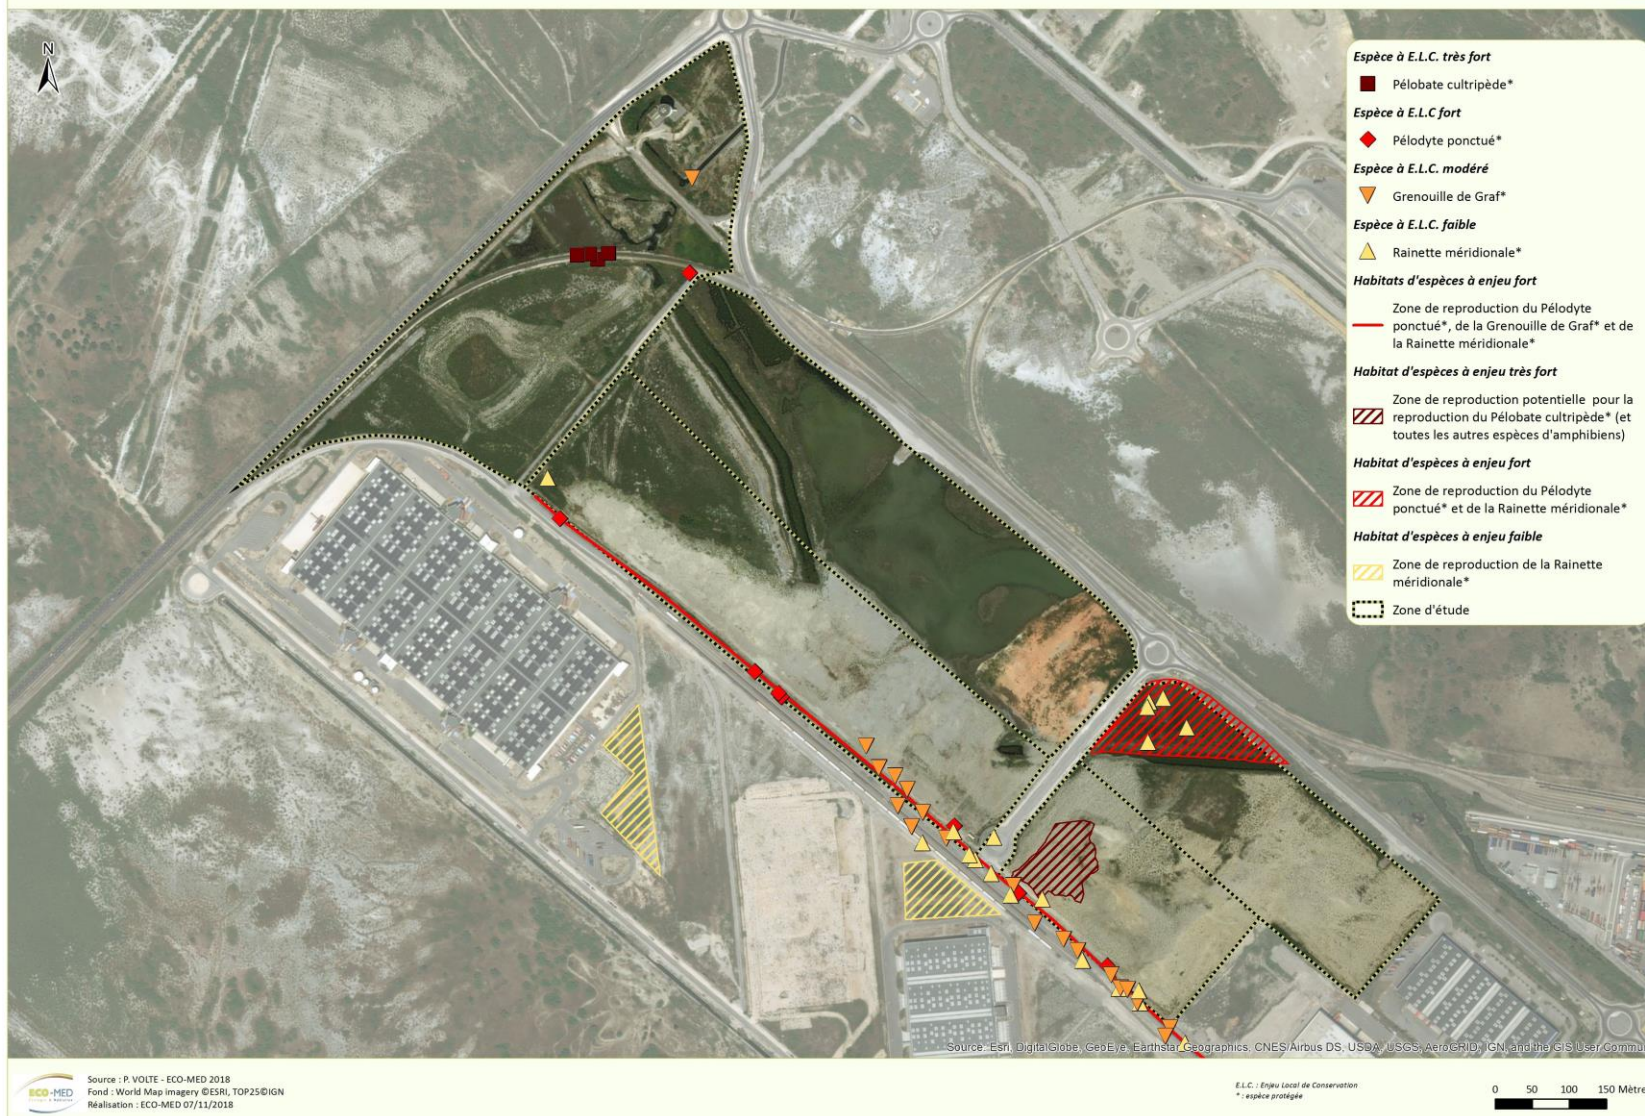 N
Espèce à E.L.C. très fort
Pélobate cultripède*
Espèce à E.L.C fort
Pélodyte ponctué*
Espèce à E.L.C. modéré
Grenouille de Graf*
Espèce à E.L.C. faible
Rainette méridionale*
Habitats d'espèces à enjeu fort
Zone de reproduction du Pélodyte
ponctué*, de la Grenouille de Graf* et de
la Rainette méridionale*
Habitat d'espèces à enjeu très fort
Zone de reproduction potentielle pour la
reproduction du Pélobate cultripède* (et
toutes les autres espèces d'amphibiens)
Habitat d'espèces à enjeu fort
Zone de reproduction du Pélodyte
ponctué* et de la Rainette méridionale*
Habitat d'espèces à enjeu faible
Zone de reproduction de la Rainette
méridionale*
Zone d'étude
Source: Esri, DigitalGlobe, GeoEye, Earthstar Geographics, CNES/Airbus DS, USDA, USGS, AeroGRID, IGN, and the GIS User Commu
ECO-MED
Source : P. VOLTE - ECO-MED 2018
Fond : World Map imagery ©ESRI, TOP25©IGN
Réalisation : ECO-MED 07/11/2018
E.L.C. : Enjeu Local de Conservation
* : espèce protégée
0 50 100 150 Mètre